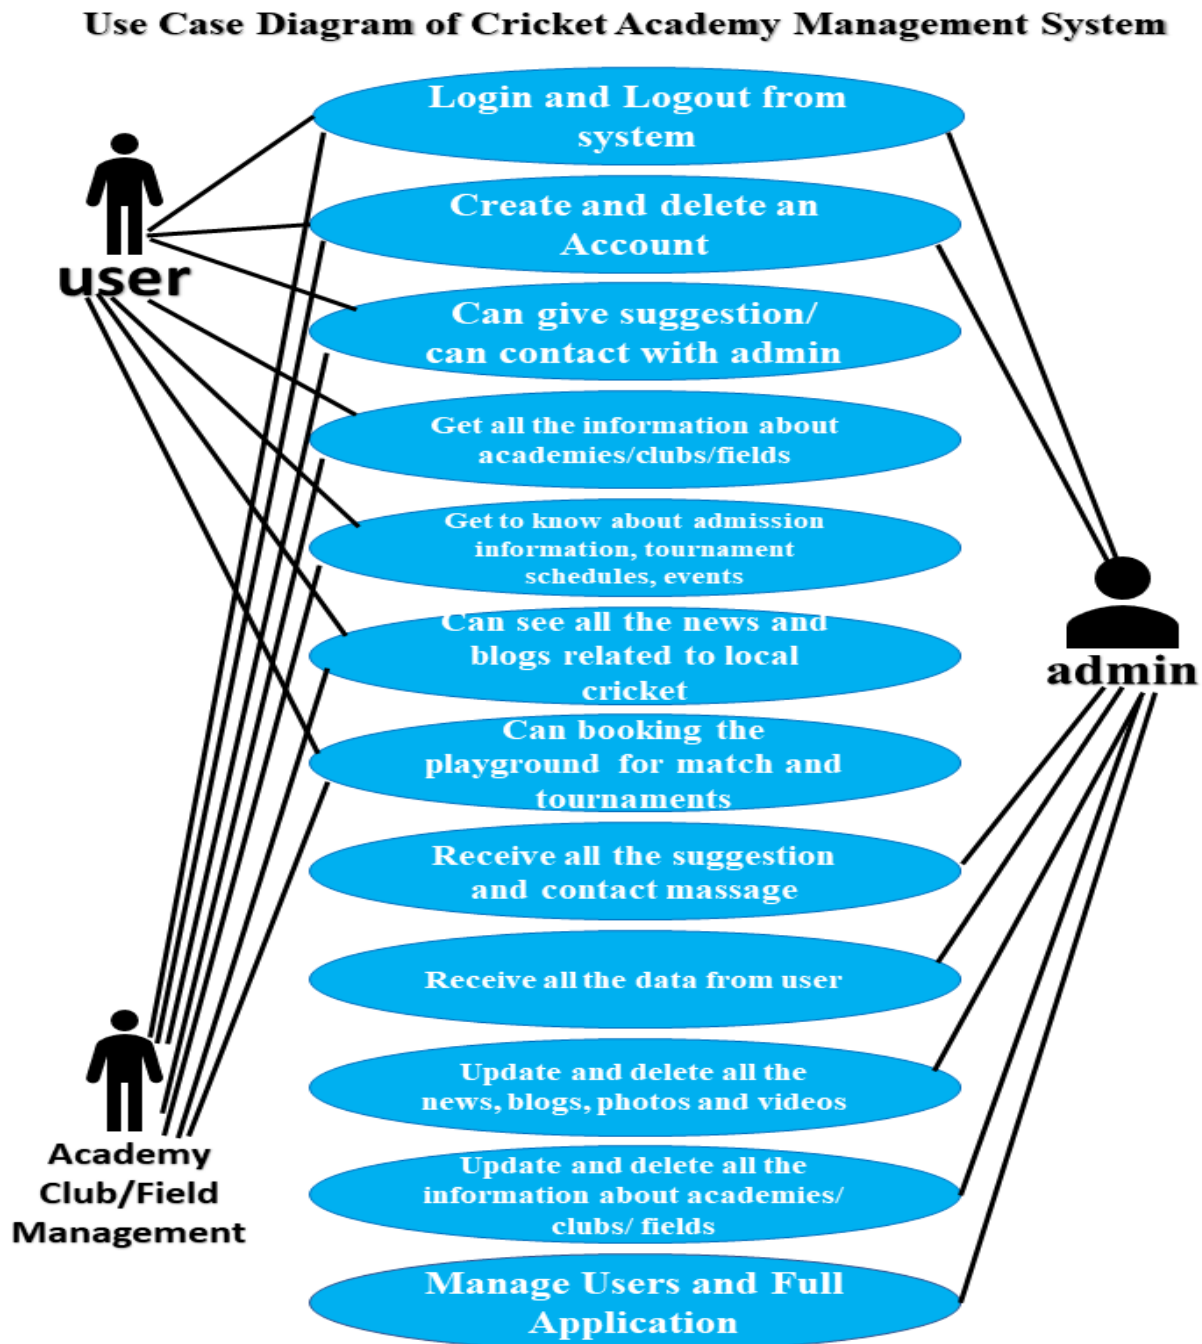 Use Case Diagram of Cricket Academy Management System
Login and Logout from
system
user
Create and delete an
Account
Can give suggestion/
can contact with admin
Get all the information about
academies/clubs/fields
Get to know about admission
information, tournament
schedules, events
Can see all the news and
blogs related to local
cricket
admin
Can booking the
playground for match and
tournaments
Receive all the suggestion
and contact massage
Receive all the data from user
Update and delete all the
news, blogs, photos and videos
Academy
Club/Field
Management
Update and delete all the
information about academies/
clubs/ fields
Manage Users and Full
Application